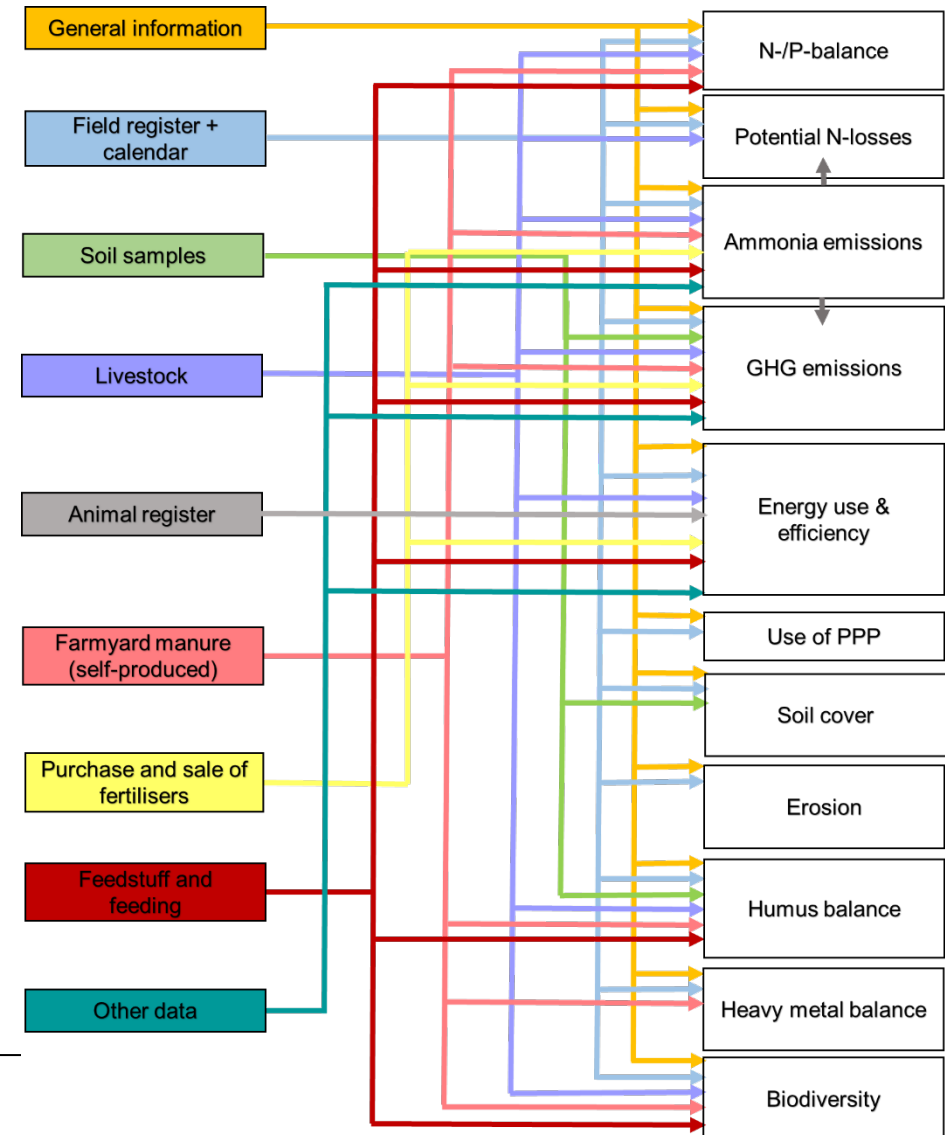 General information
Field register +
calendar
Soil samples
Livestock
Animal register
Farmyard manure
(self-produced)
Purchase and sale of
fertilisers
Feedstuff and
feeding
Other data
N-/P-balance
Potential N-losses
Ammonia emissions
GHG emissions
Energy use &
efficiency
Use of PPP
Soil cover
Erosion
Humus balance
Heavy metal balance
Biodiversity